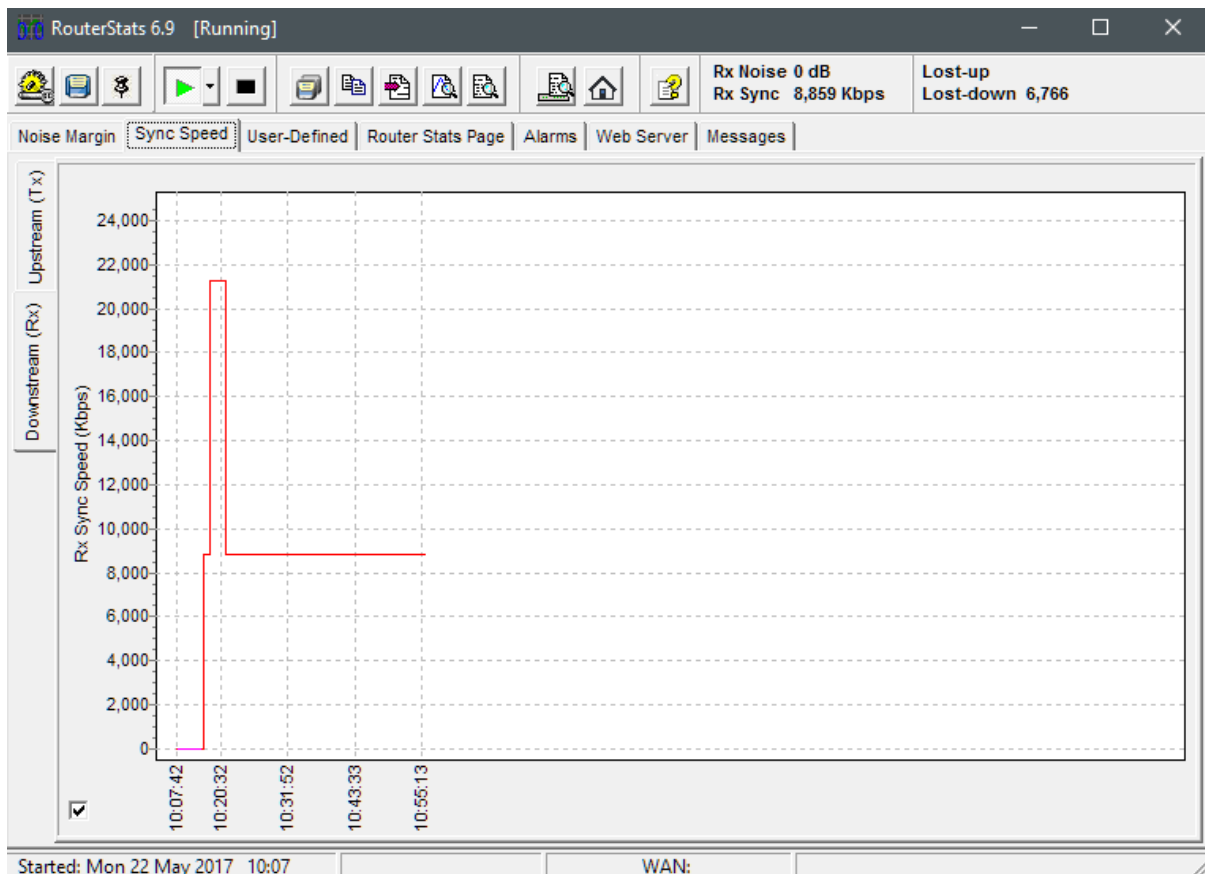 RouterStats 6.9 [Running]
Rx Noise 0 dB
Rx Sync 8,859 Kbps
Lost-up
Lost-down 6,766
Noise Margin Sync Speed User-Defined Router Stats Page Alarms Web Server Messages
Upstream (Tx)
Downstream (Rx)
Rx Sync Speed (Kbps)
24,000
22,000
20,000
18,000
16,000
14,000
12,000
10,000
8,000
6,000
4,000
2,000
0
10:07:42 10:20:32 10:31:52 10:43:33 10:55:13
Started: Mon 22 May 2017 10:07 WAN: